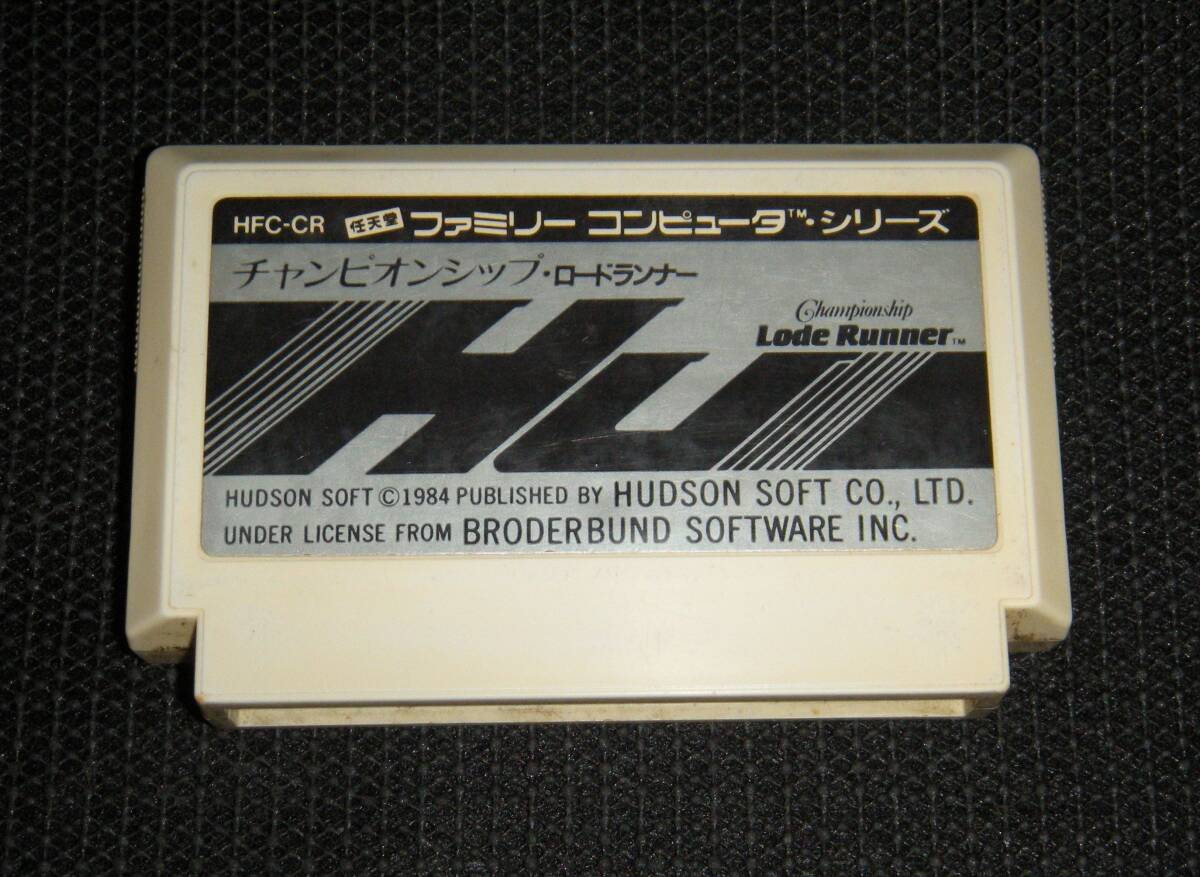 HFC-CR 任天堂 ファミリー コンピュータ™・シリーズ
チャンピオンシップ・ロードランナー
Championship
Lode Runner™
HU
HUDSON SOFT ©1984 PUBLISHED BY HUDSON SOFT CO., LTD.
UNDER LICENSE FROM BRODERBUND SOFTWARE INC.